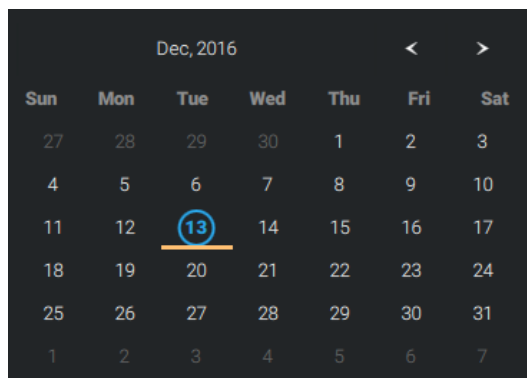 Dec, 2016 < >
Sun Mon Tue Wed Thu Fri Sat
27 28 29 30 1 2 3
4 5 6 7 8 9 10
11 12 13 14 15 16 17
18 19 20 21 22 23 24
25 26 27 28 29 30 31
1 2 3 4 5 6 7